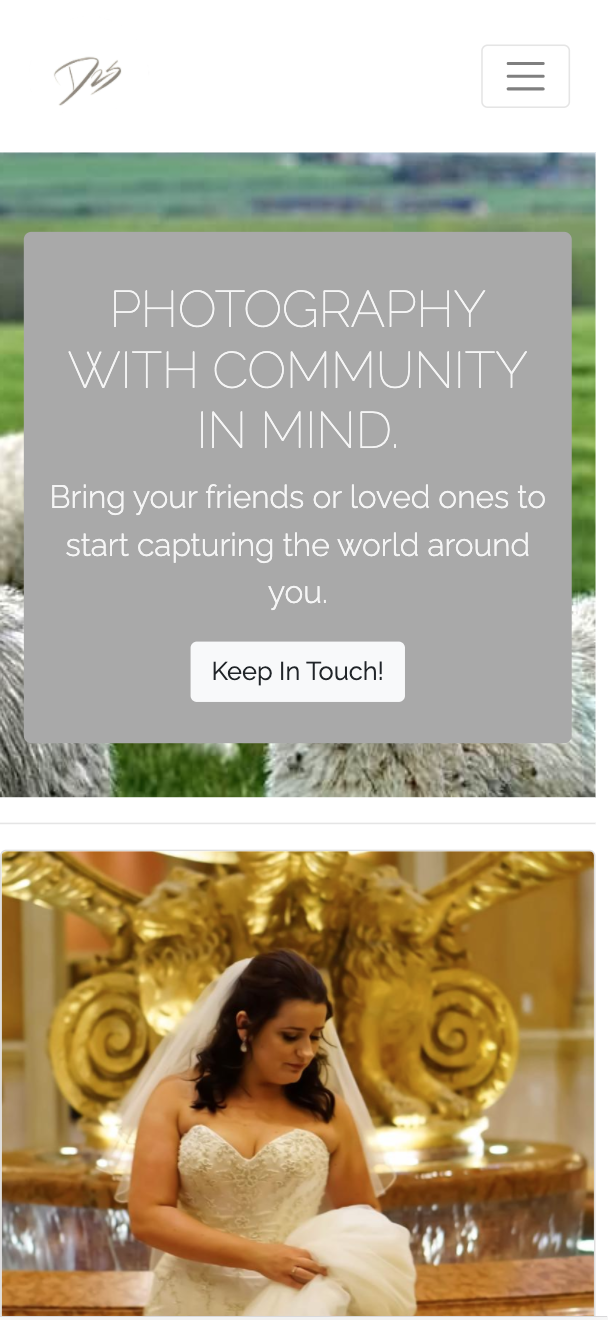 PHOTOGRAPHY
WITH COMMUNITY
IN MIND.
Bring your friends or loved ones to
start capturing the world around
you.
Keep In Touch!